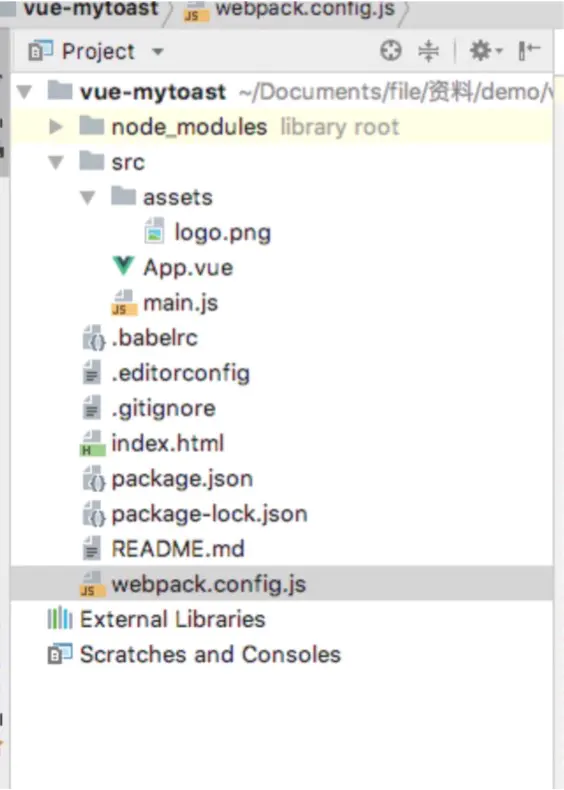 vue-mytoast webpack.config.js
Project
vue-mytoast ~/Documents/file/资料/demo/
node_modules library root
src
assets
logo.png
App.vue
JS main.js
.babelrc
.editorconfig
.gitignore
H index.html
package.json
package-lock.json
README.md
JS webpack.config.js
External Libraries
Scratches and Consoles